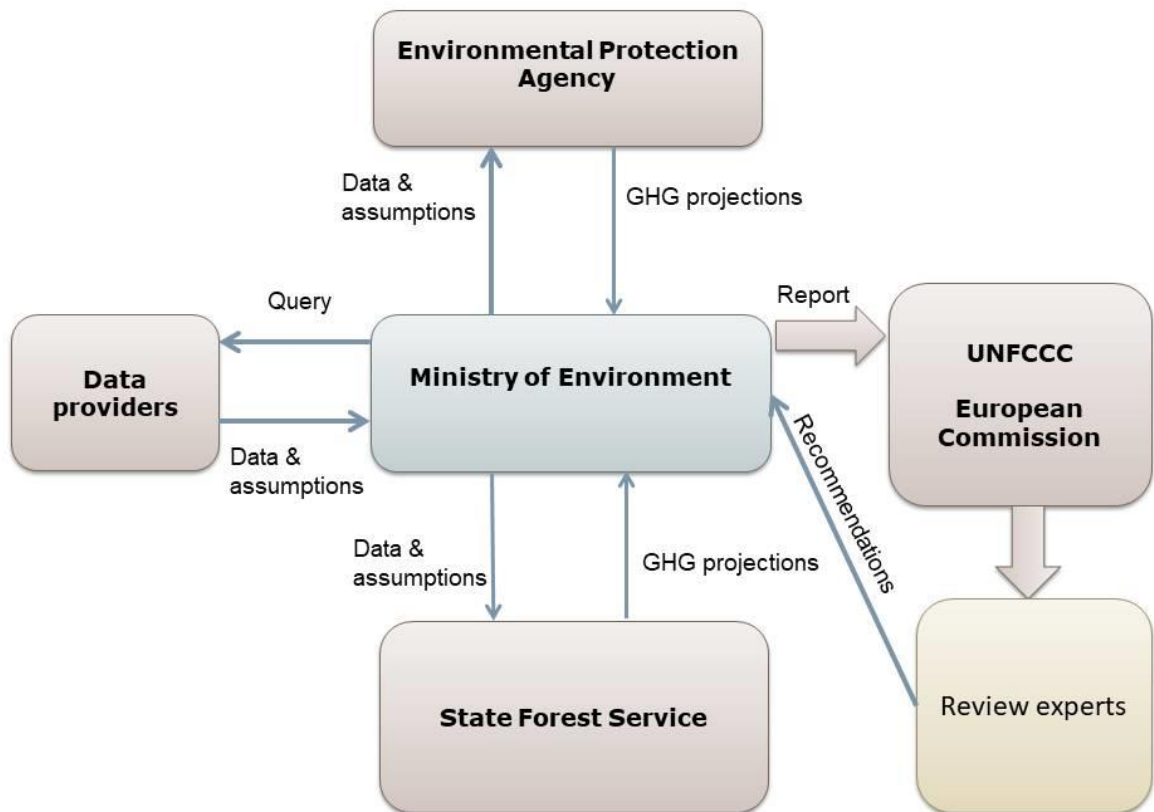 Environmental Protection
Agency
Data &
assumptions
GHG projections
Query
Report
Data
providers
Ministry of Environment
UNFCCC
European
Commission
Data &
assumptions
Recommendations
Data &
assumptions
GHG projections
State Forest Service
Review experts